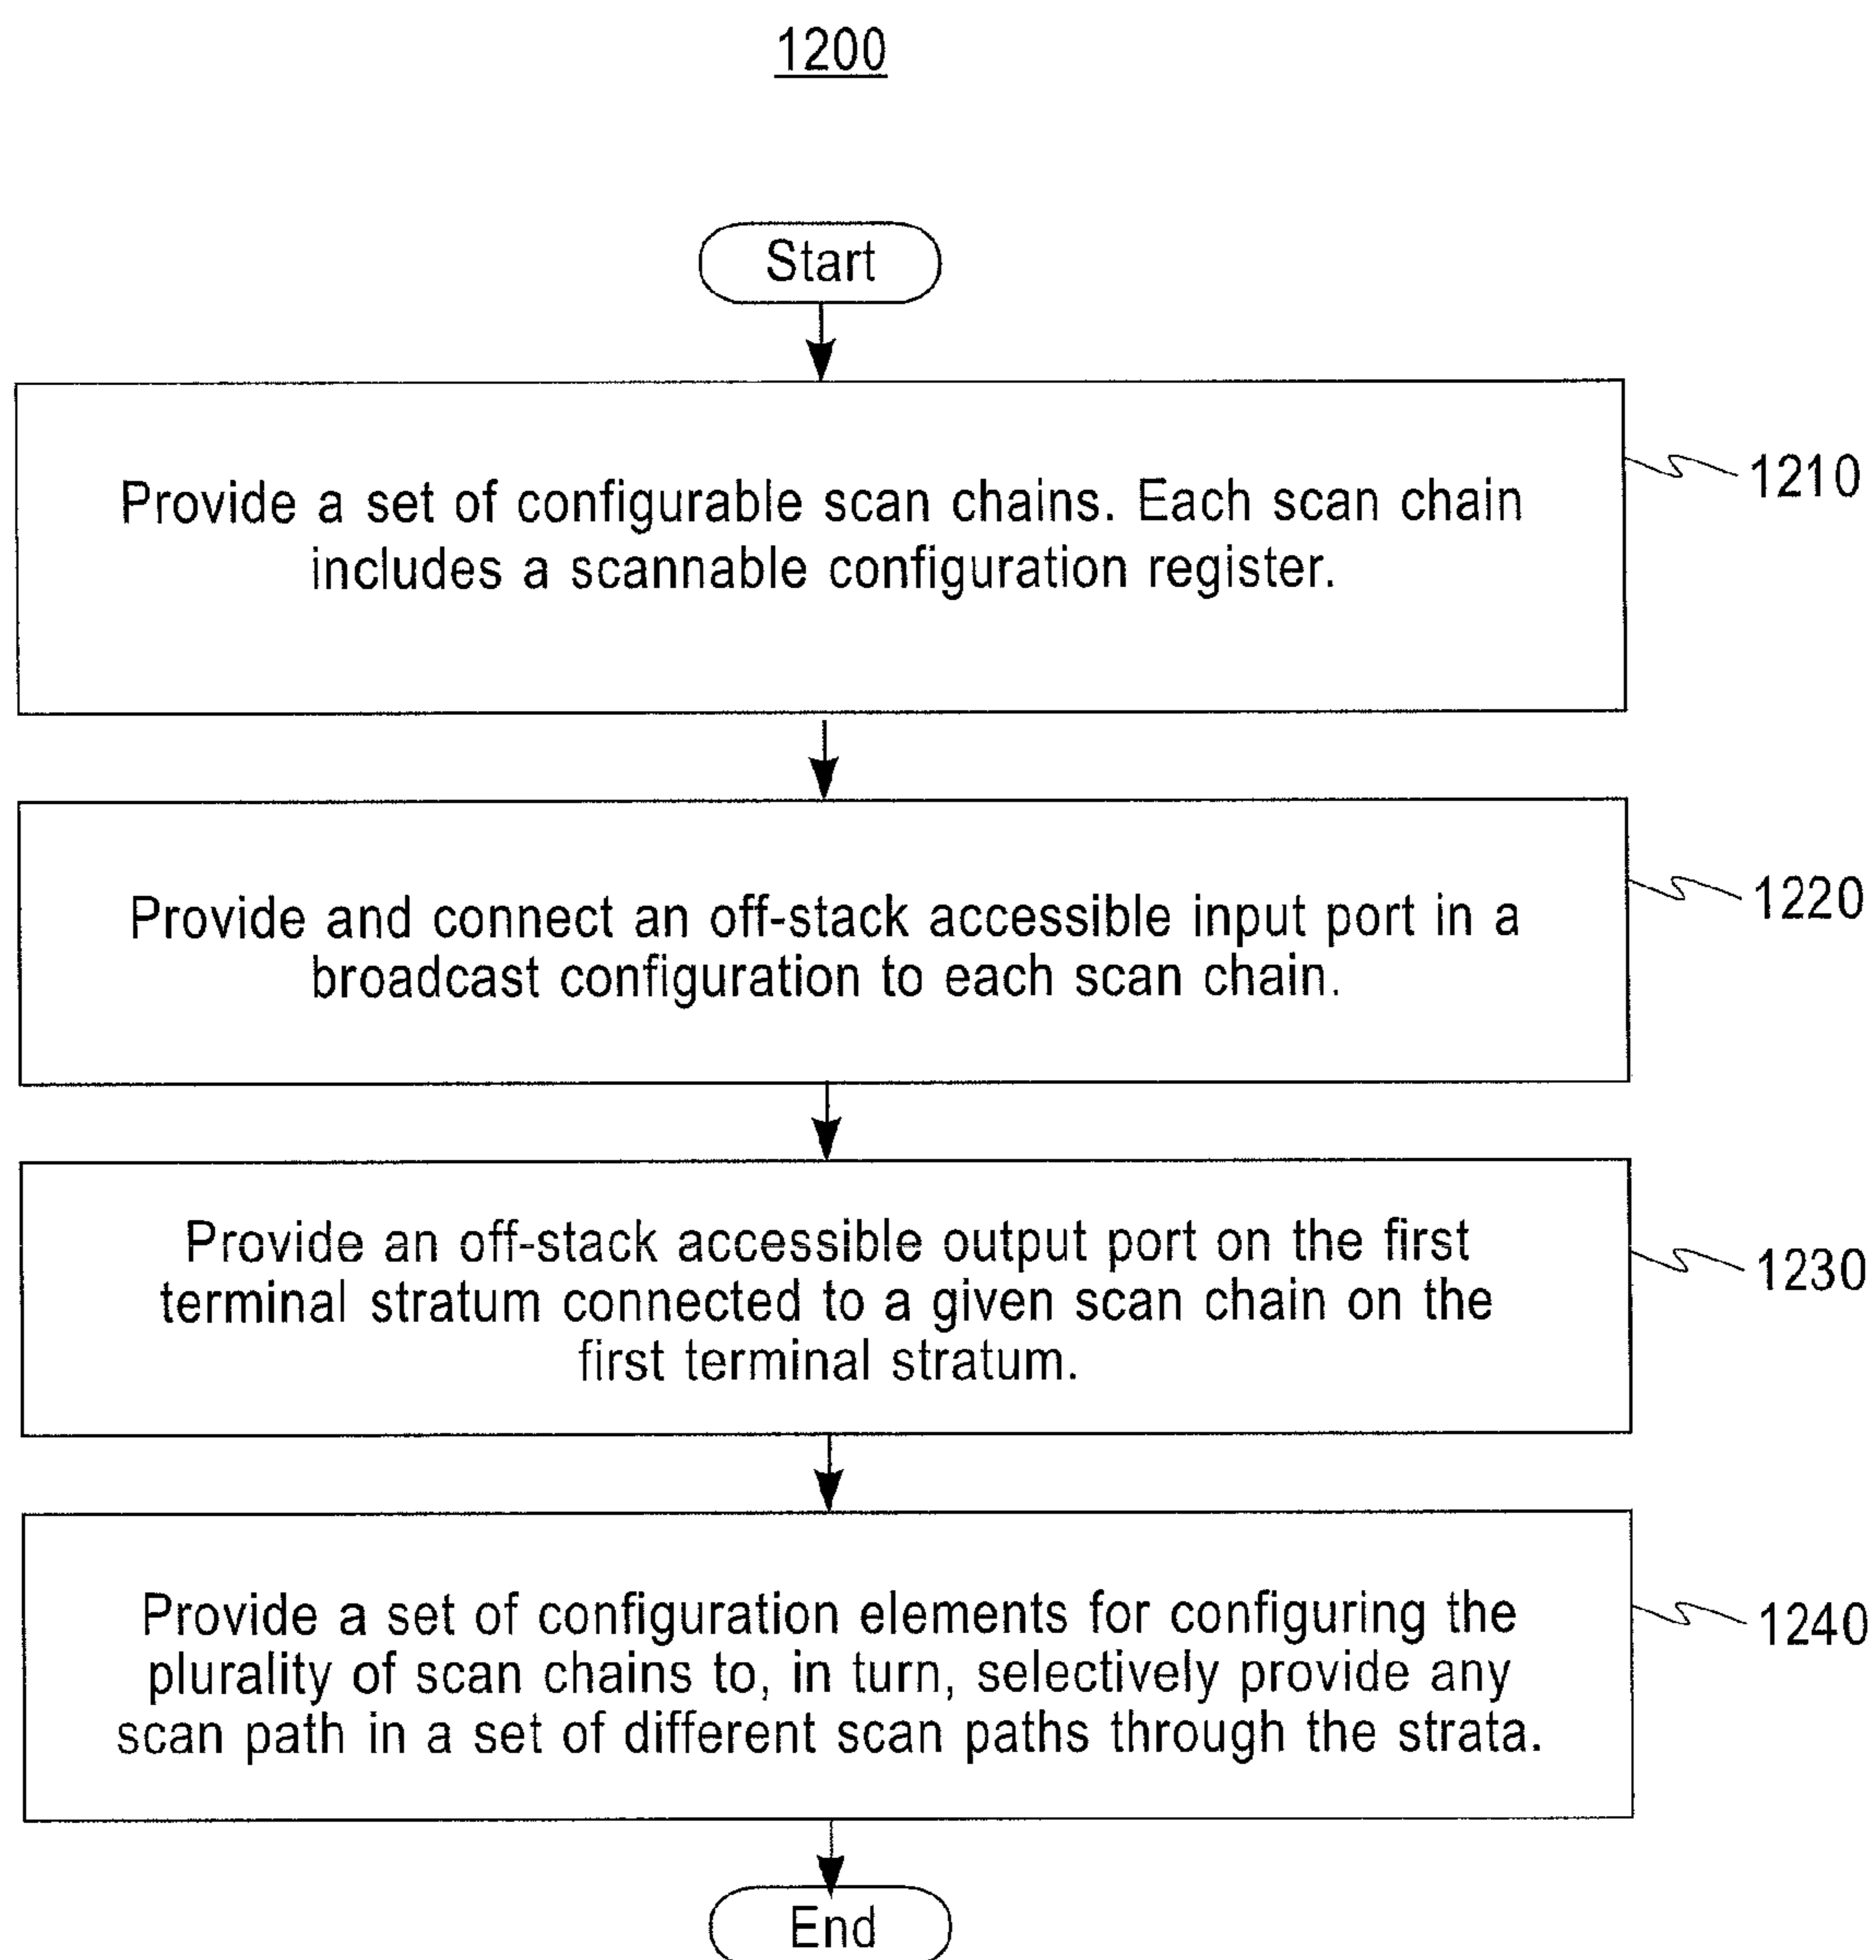 1200
Start
Provide a set of configurable scan chains. Each scan chain
includes a scannable configuration register.
1210
Provide and connect an off-stack accessible input port in a
broadcast configuration to each scan chain.
1220
Provide an off-stack accessible output port on the first
terminal stratum connected to a given scan chain on the
first terminal stratum.
1230
Provide a set of configuration elements for configuring the
plurality of scan chains to, in turn, selectively provide any
scan path in a set of different scan paths through the strata.
1240
End